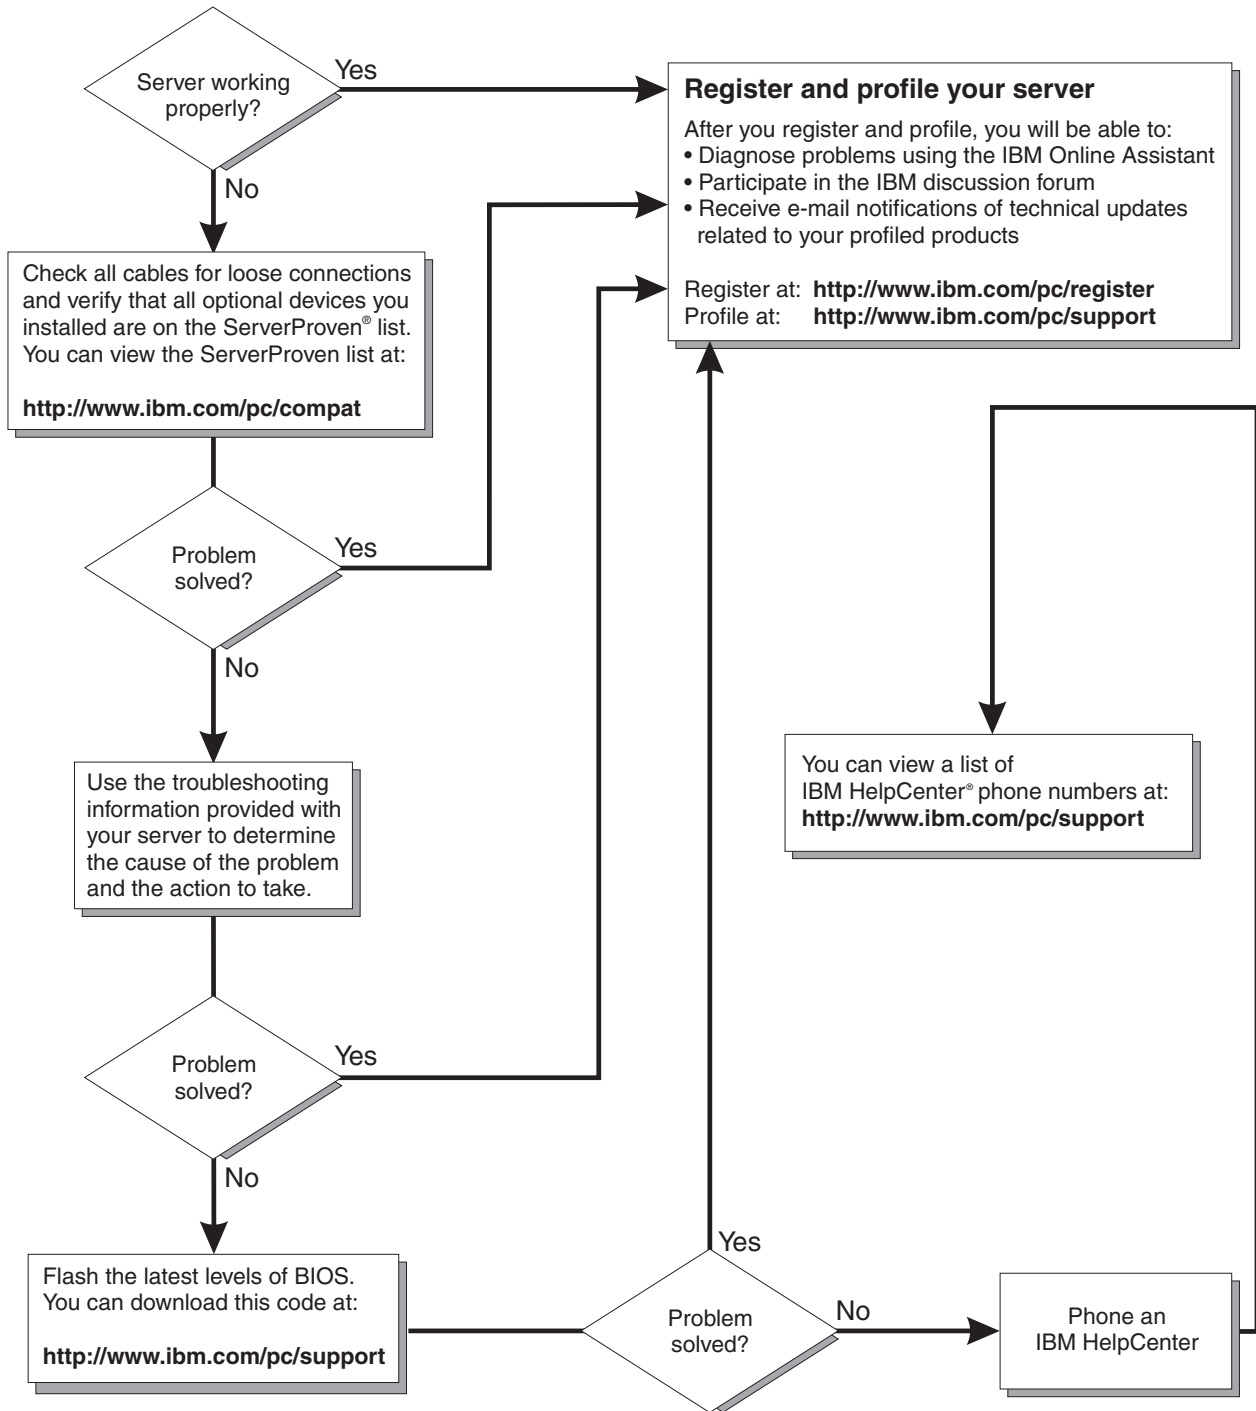 Server working
properly?
Yes
No
Register and profile your server
After you register and profile, you will be able to:
• Diagnose problems using the IBM Online Assistant
• Participate in the IBM discussion forum
• Receive e-mail notifications of technical updates
related to your profiled products
Register at: http://www.ibm.com/pc/register
Profile at: http://www.ibm.com/pc/support
Check all cables for loose connections
and verify that all optional devices you
installed are on the ServerProven® list.
You can view the ServerProven list at:
http://www.ibm.com/pc/compat
Problem
solved?
Yes
No
Use the troubleshooting
information provided with
your server to determine
the cause of the problem
and the action to take.
You can view a list of
IBM HelpCenter® phone numbers at:
http://www.ibm.com/pc/support
Problem
solved?
Yes
No
Flash the latest levels of BIOS.
You can download this code at:
http://www.ibm.com/pc/support
Problem
solved?
Yes
No
Phone an
IBM HelpCenter